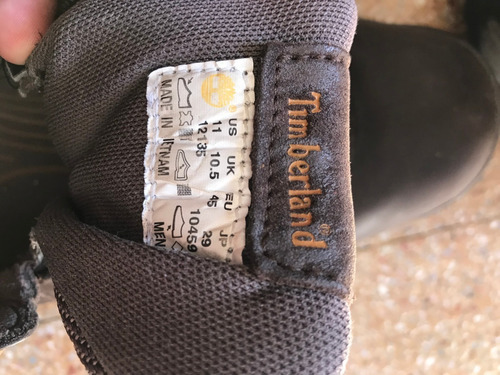 Timberland
US UK EU JP
11 10.5 45 29
12135 10459
MADE IN VIETNAM MEN